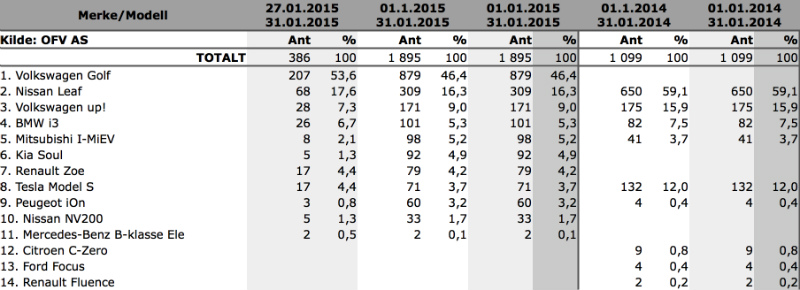 Merke/Modell 27.01.2015 31.01.2015 01.1.2015 31.01.2015 01.01.2015 31.01.2015 01.1.2014 31.01.2014 01.01.2014 31.01.2014
Kilde: OFV AS Ant % Ant % Ant % Ant % Ant %
TOTALT 386 100 1 895 100 1 895 100 1 099 100 1 099 100
1. Volkswagen Golf 207 53,6 879 46,4 879 46,4
2. Nissan Leaf 68 17,6 309 16,3 309 16,3 650 59,1 650 59,1
3. Volkswagen up! 28 7,3 171 9,0 171 9,0 175 15,9 175 15,9
4. BMW i3 26 6,7 101 5,3 101 5,3 82 7,5 82 7,5
5. Mitsubishi I-MiEV 8 2,1 98 5,2 98 5,2 41 3,7 41 3,7
6. Kia Soul 5 1,3 92 4,9 92 4,9
7. Renault Zoe 17 4,4 79 4,2 79 4,2
8. Tesla Model S 17 4,4 71 3,7 71 3,7 132 12,0 132 12,0
9. Peugeot iOn 3 0,8 60 3,2 60 3,2 4 0,4 4 0,4
10. Nissan NV200 5 1,3 33 1,7 33 1,7
11. Mercedes-Benz B-klasse Ele 2 0,5 2 0,1 2 0,1
12. Citroen C-Zero 9 0,8 9 0,8
13. Ford Focus 4 0,4 4 0,4
14. Renault Fluence 2 0,2 2 0,2